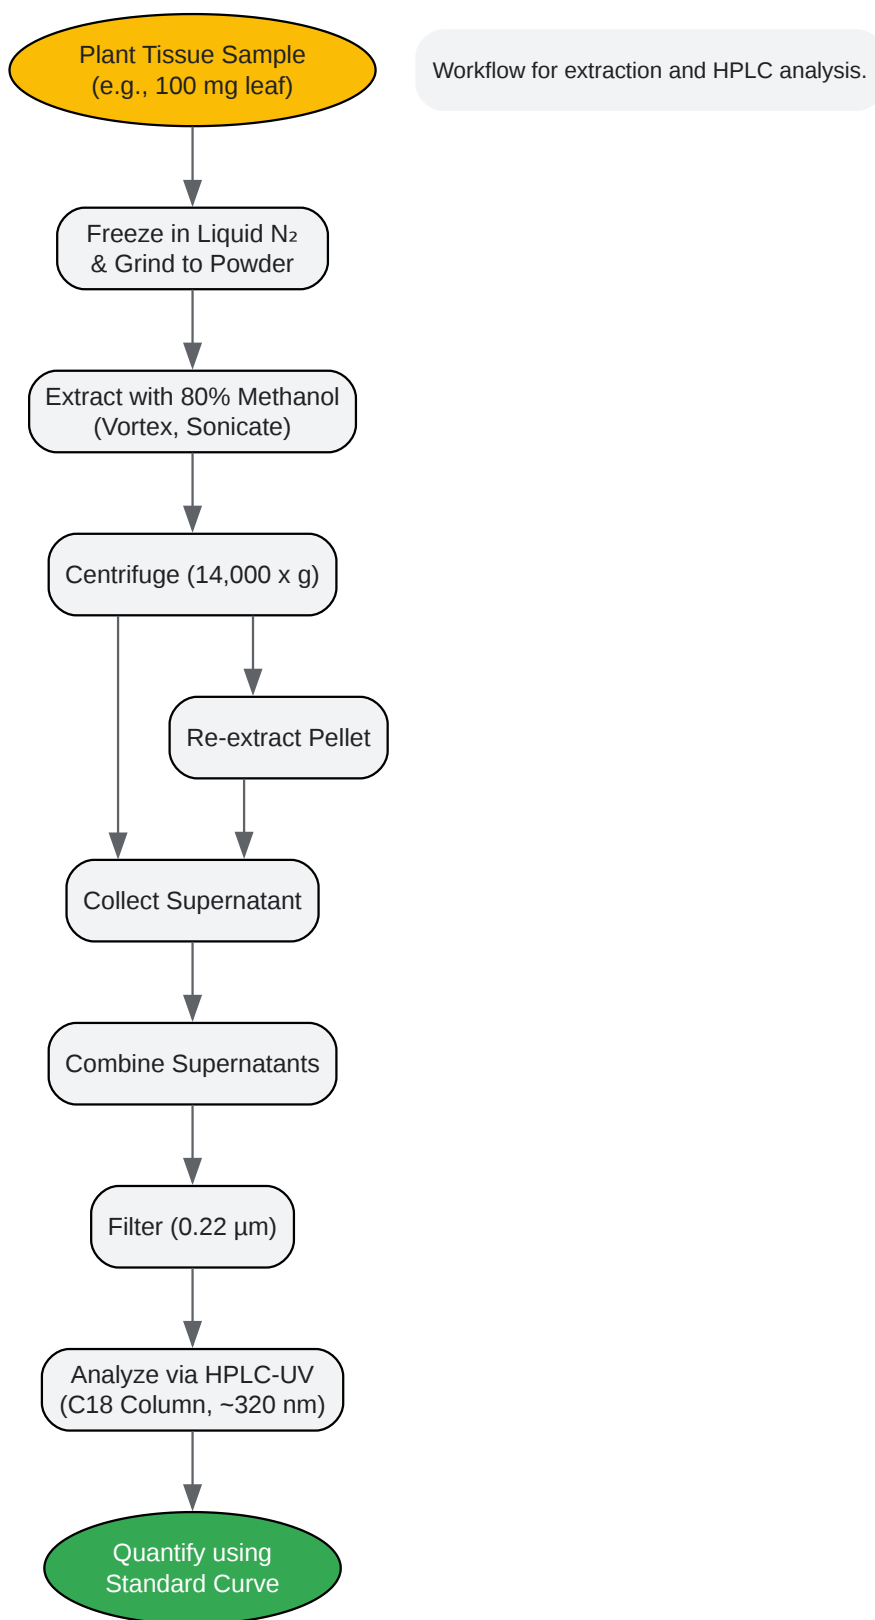 Plant Tissue Sample
(e.g., 100 mg leaf)
Workflow for extraction and HPLC analysis.
Freeze in Liquid N₂
& Grind to Powder
Extract with 80% Methanol
(Vortex, Sonicate)
Centrifuge (14,000 x g)
Re-extract Pellet
Collect Supernatant
Combine Supernatants
Filter (0.22 µm)
Analyze via HPLC-UV
(C18 Column, ~320 nm)
Quantify using
Standard Curve